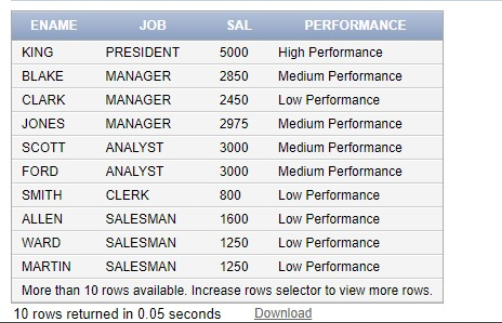 ENAME JOB SAL PERFORMANCE
KING PRESIDENT 5000 High Performance
BLAKE MANAGER 2850 Medium Performance
CLARK MANAGER 2450 Low Performance
JONES MANAGER 2975 Medium Performance
SCOTT ANALYST 3000 Medium Performance
FORD ANALYST 3000 Medium Performance
SMITH CLERK 800 Low Performance
ALLEN SALESMAN 1600 Low Performance
WARD SALESMAN 1250 Low Performance
MARTIN SALESMAN 1250 Low Performance
More than 10 rows available. Increase rows selector to view more rows.
10 rows returned in 0.05 seconds Download